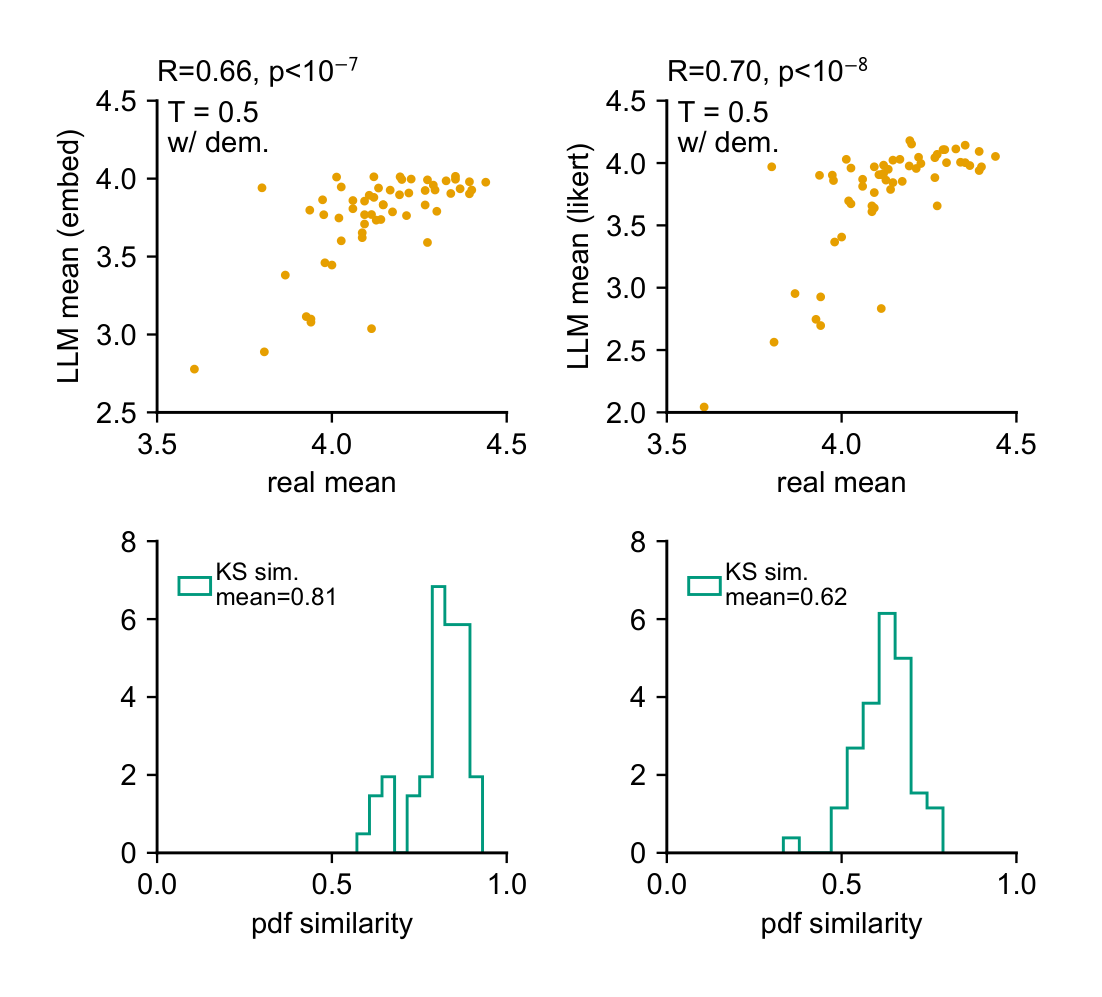 R=0.66, p<10⁻⁷
4.5
T = 0.5
w/ dem.
4.0
3.5
3.0
2.5
LLM mean (embed)
3.5 4.0 4.5
real mean
R=0.70, p<10⁻⁸
4.5
T = 0.5
w/ dem.
4.0
3.5
3.0
2.5
2.0
LLM mean (likert)
3.5 4.0 4.5
real mean
8
KS sim.
mean=0.81
6
4
2
0
0.0 0.5 1.0
pdf similarity
8
KS sim.
mean=0.62
6
4
2
0
0.0 0.5 1.0
pdf similarity